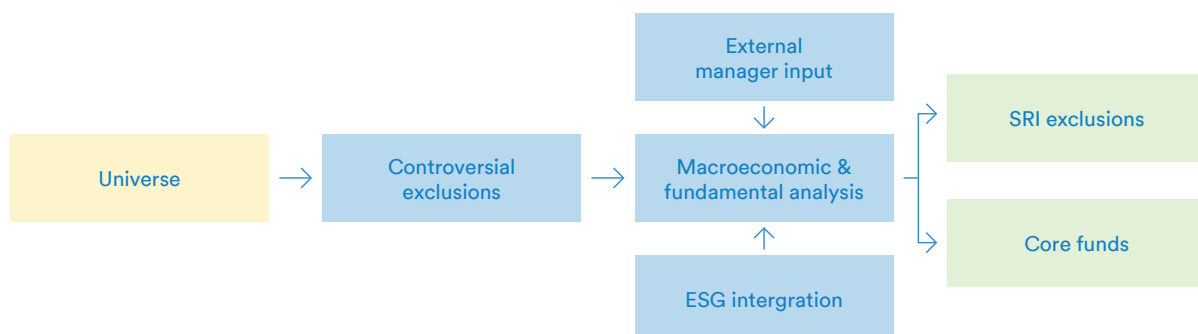 External
manager input
SRI exclusions
Universe
Controversial
exclusions
Macroeconomic &
fundamental analysis
Core funds
ESG intergration